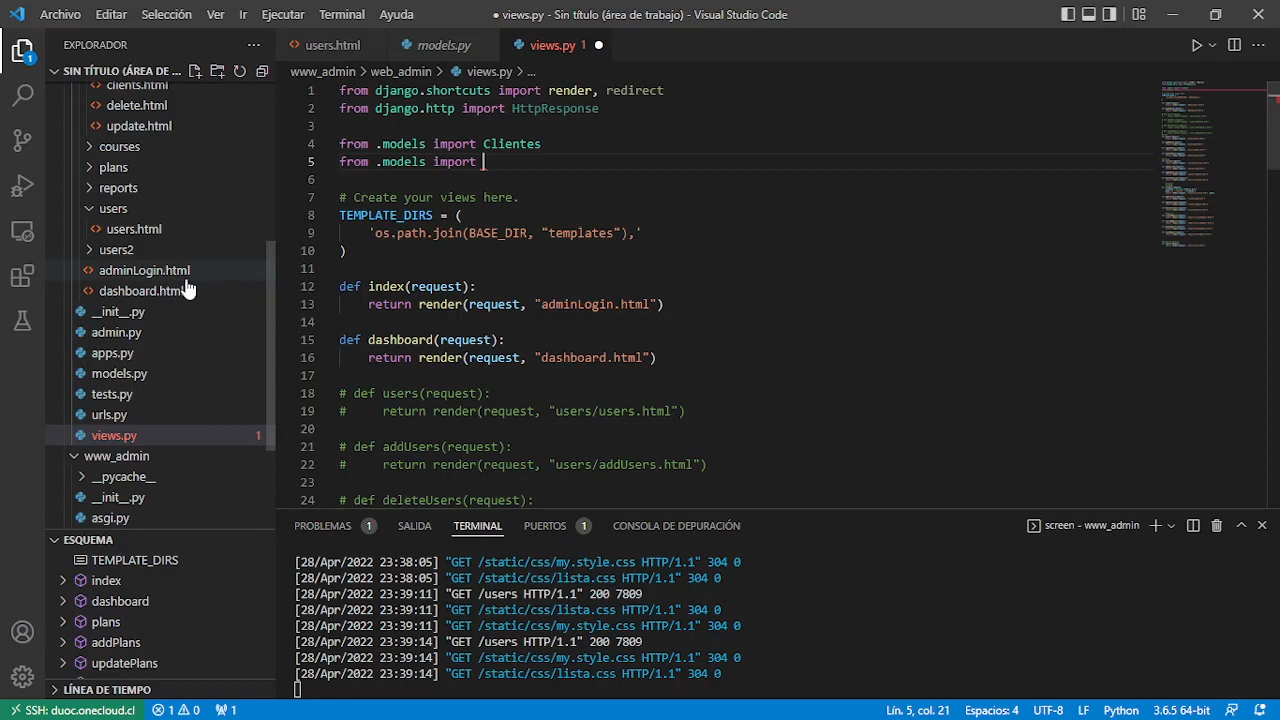 Archivo Editar Selección Ver Ir Ejecutar Terminal Ayuda ● views.py - Sin título (área de trabajo) - Visual Studio Code
EXPLORADOR ···
users.html models.py views.py 1
SIN TÍTULO (ÁREA DE ...
www_admin > web_admin > views.py > ...
clients.html
delete.html
update.html
courses
plans
reports
users
users.html
users2
adminLogin.html
dashboard.html
__init__.py
admin.py
apps.py
models.py
tests.py
urls.py
views.py 1
www_admin
__pycache__
__init__.py
asgi.py
1 from django.shortcuts import render, redirect
2 from django.http import HttpResponse
3
4 from .models import ntes
5 from .models import
6
7 # Create your views here.
8 TEMPLATE_DIRS = (
9 'os.path.join( IR, "templates"),'
10 )
11
12 def index(request):
13 return render(request, "adminLogin.html")
14
15 def dashboard(request):
16 return render(request, "dashboard.html")
17
18 # def users(request):
19 # return render(request, "users/users.html")
20
21 # def addUsers(request):
22 # return render(request, "users/addUsers.html")
23
24 # def deleteUsers(request):
ESQUEMA
TEMPLATE_DIRS
index
dashboard
plans
addPlans
updatePlans
LÍNEA DE TIEMPO
PROBLEMAS 1 SALIDA TERMINAL PUERTOS 1 CONSOLA DE DEPURACIÓN screen - www_admin
[28/Apr/2022 23:38:05] "GET /static/css/my.style.css HTTP/1.1" 304 0
[28/Apr/2022 23:38:05] "GET /static/css/lista.css HTTP/1.1" 304 0
[28/Apr/2022 23:39:11] "GET /users HTTP/1.1" 200 7809
[28/Apr/2022 23:39:11] "GET /static/css/lista.css HTTP/1.1" 304 0
[28/Apr/2022 23:39:11] "GET /static/css/my.style.css HTTP/1.1" 304 0
[28/Apr/2022 23:39:14] "GET /users HTTP/1.1" 200 7809
[28/Apr/2022 23:39:14] "GET /static/css/my.style.css HTTP/1.1" 304 0
[28/Apr/2022 23:39:14] "GET /static/css/lista.css HTTP/1.1" 304 0
SSH: duoc.onecloud.cl 1 0 1 Lín. 5, col. 21 Espacios: 4 UTF-8 LF Python 3.6.5 64-bit